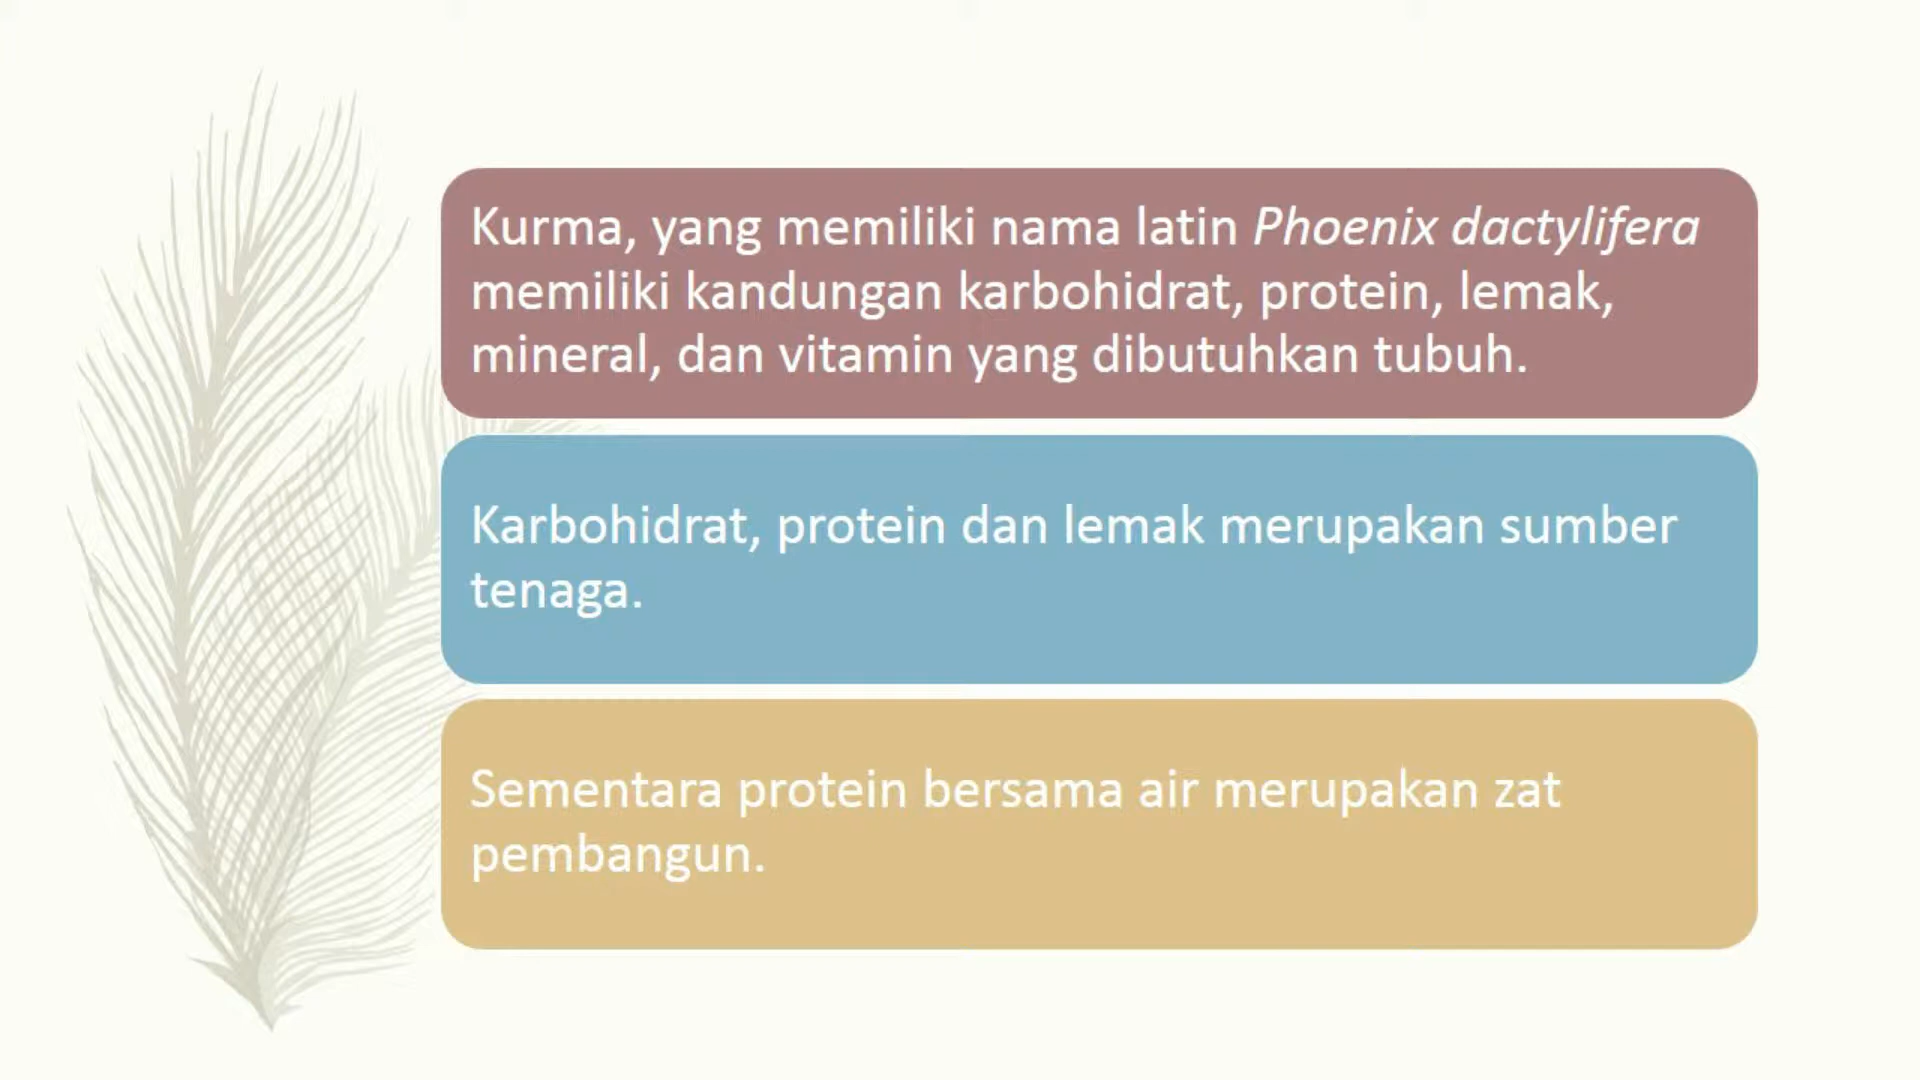 Kurma, yang memiliki nama latin Phoenix dactylifera
memiliki kandungan karbohidrat, protein, lemak,
mineral, dan vitamin yang dibutuhkan tubuh.
Karbohidrat, protein dan lemak merupakan sumber
tenaga.
Sementara protein bersama air merupakan zat
pembangun.